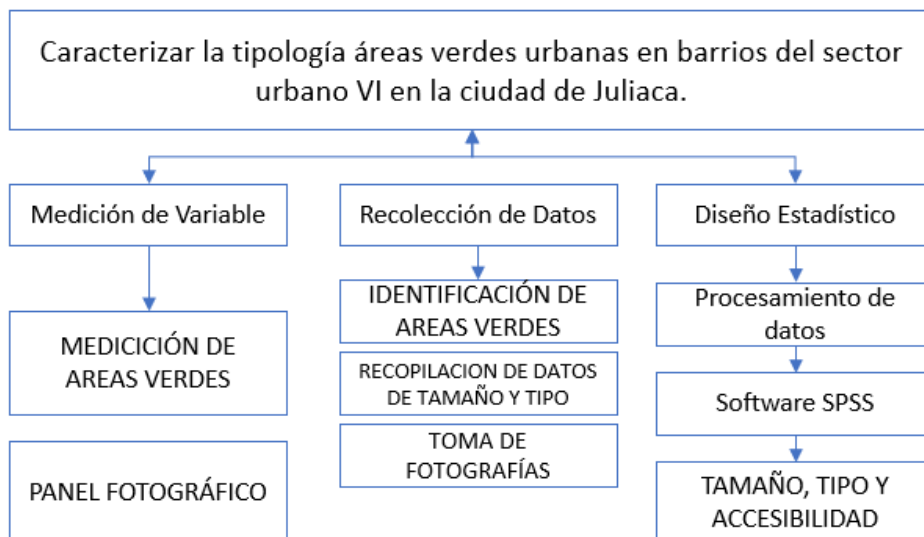 Caracterizar la tipología áreas verdes urbanas en barrios del sector
urbano VI en la ciudad de Juliaca.
Medición de Variable
MEDICICIÓN DE
AREAS VERDES
PANEL FOTOGRÁFICO
Recolección de Datos
IDENTIFICACIÓN DE
AREAS VERDES
RECOPILACION DE DATOS
DE TAMAÑO Y TIPO
TOMA DE
FOTOGRAFÍAS
Diseño Estadístico
Procesamiento de
datos
Software SPSS
TAMAÑO, TIPO Y
ACCESIBILIDAD